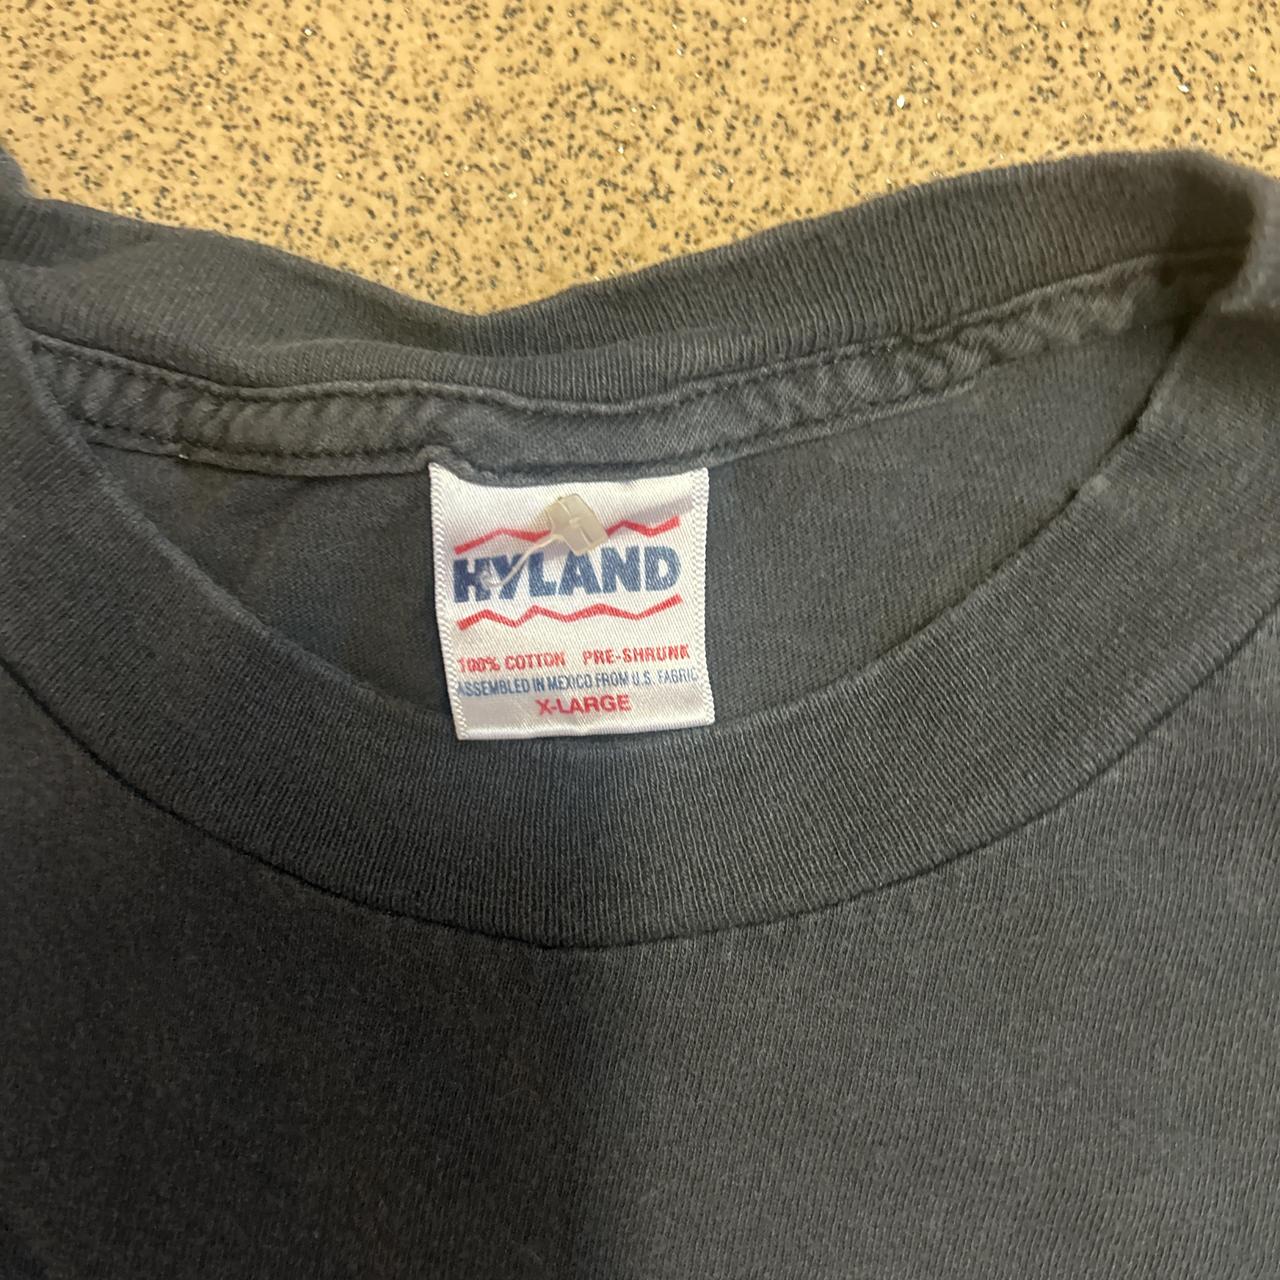 HYLAND
100% COTTON PRE-SHRUNK
ASSEMBLED IN MEXICO FROM U.S. FABRIC
X-LARGE